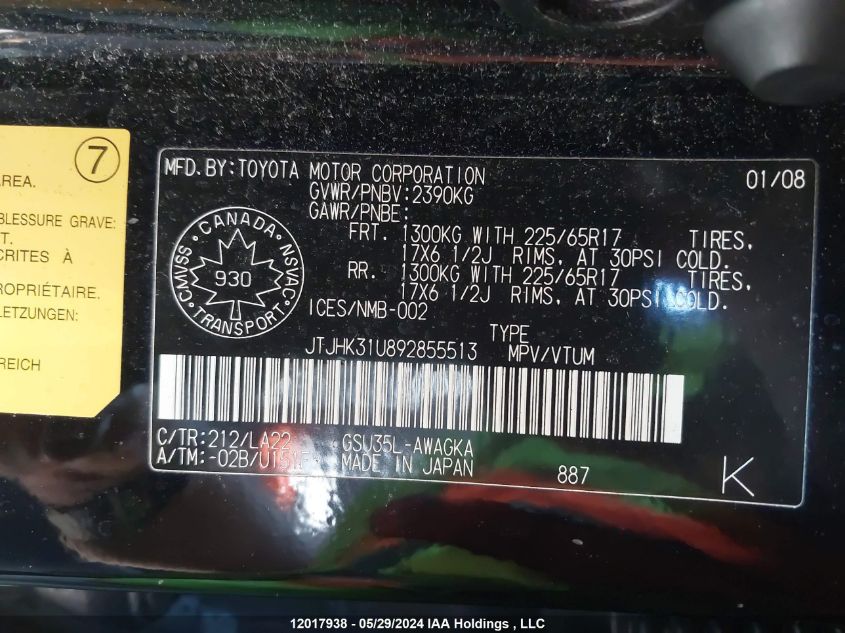 7
AREA.
BLESSURE GRAVE:
T.
CRITES À
ROPRIÉTAIRE.
LETZUNGEN:
REICH
MFD. BY: TOYOTA MOTOR CORPORATION 01/08
GVWR/PNBV: 2390KG
GAWR/PNBE:
FRT. 1300KG WITH 225/65R17 TIRES,
17X6 1/2J RIMS, AT 30PSI COLD.
RR. 1300KG WITH 225/65R17 TIRES,
17X6 1/2J RIMS, AT 30PSI COLD.
ICES/NMB-002
CANADA
CMVSS NSVAC
930
TRANSPORT
TYPE
JTJHK31U892855513 MPV/VTUM
C/TR: 212/LA22 GSU35L-AWAGKA
A/TM: -02B/ MADE IN JAPAN
887 K
12017938 - 05/29/2024 IAA Holdings , LLC